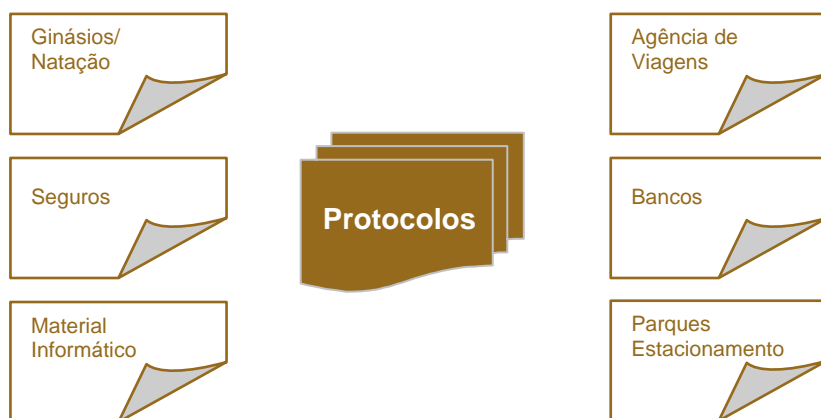 Ginásios/
Natação
Seguros
Material
Informático
Protocolos
Agência de
Viagens
Bancos
Parques
Estacionamento